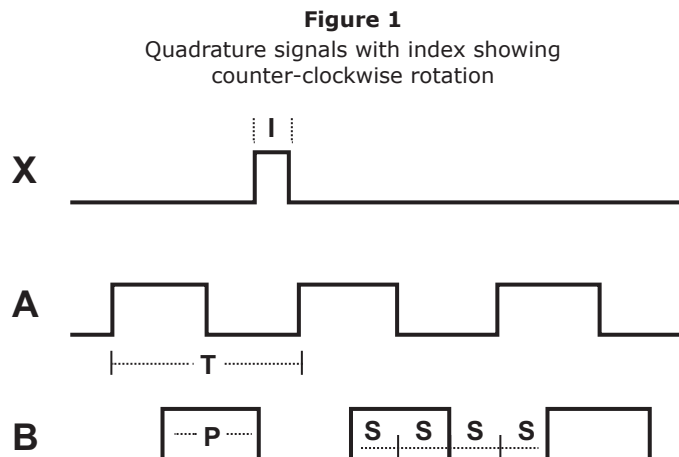 Figure 1
Quadrature signals with index showing
counter-clockwise rotation
I
X
A
T
B
P
S S S S